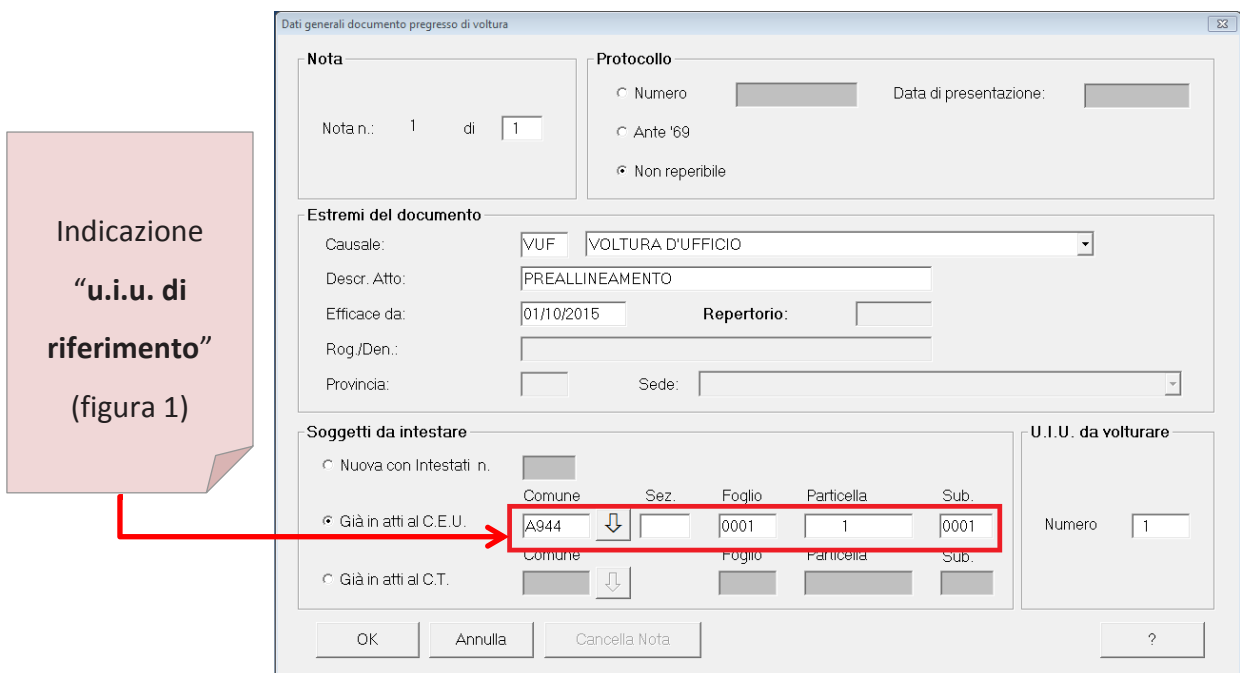 Dati generali documento pregresso di voltura
Nota
Nota n.: 1 di 1
Protocollo
Numero Data di presentazione:
Ante '69
Non reperibile
Indicazione
“u.i.u. di
riferimento”
(figura 1)
Estremi del documento
Causale: VUF VOLTURA D'UFFICIO
Descr. Atto: PREALLINEAMENTO
Efficace da: 01/10/2015 Repertorio:
Rog./Den.:
Provincia: Sede:
Soggetti da intestare
Nuova con Intestati n.
Comune Sez. Foglio Particella Sub.
Già in atti al C.E.U. A944 0001 1 0001
Comune Foglio Particella Sub.
Già in atti al C.T.
U.I.U. da volturare
Numero 1
OK Annulla Cancella Nota ?